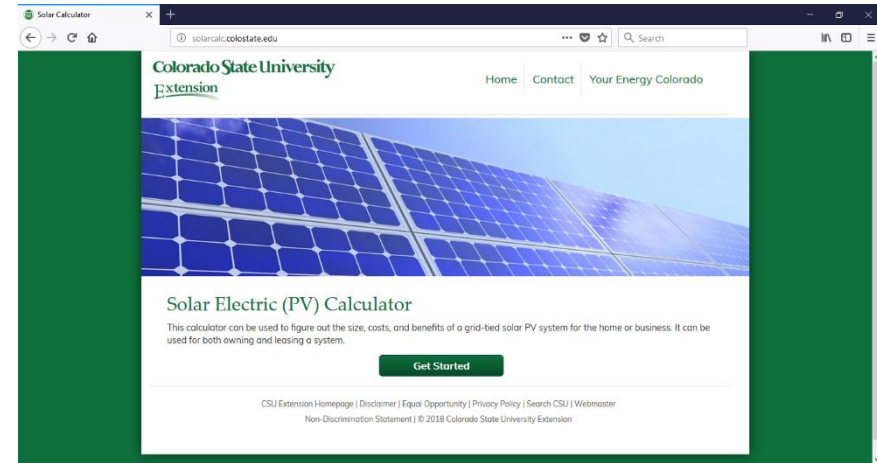 Solar Calculator
solarcalc.colostate.edu
Search
Colorado State University
Extension
Home Contact Your Energy Colorado
Solar Electric (PV) Calculator
This calculator can be used to figure out the size, costs, and benefits of a grid-tied solar PV system for the home or business. It can be
used for both owning and leasing a system.
Get Started
CSU Extension Homepage | Disclaimer | Equal Opportunity | Privacy Policy | Search CSU | Webmaster
Non-Discrimination Statement | © 2018 Colorado State University Extension